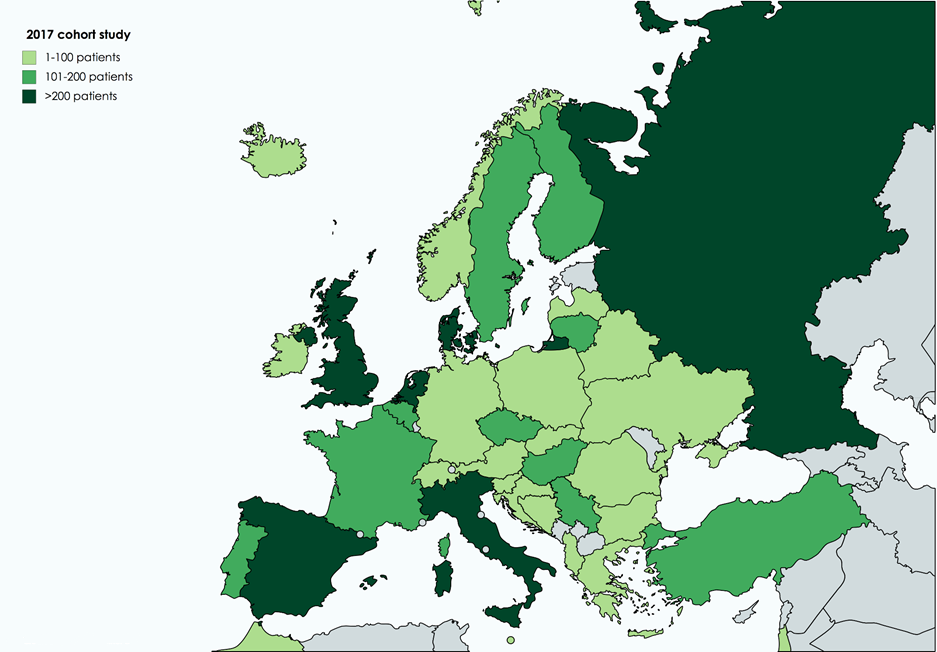 2017 cohort study
1-100 patients
101-200 patients
>200 patients